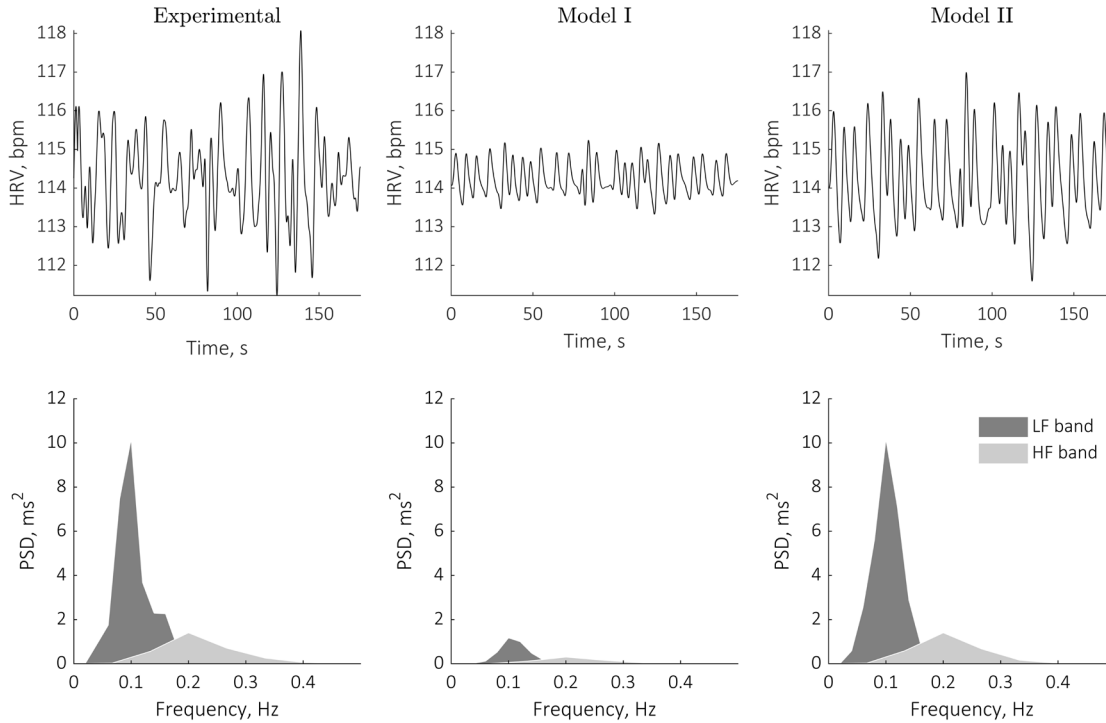 Experimental
118
117
116
115
114
113
112
HRV, bpm
0 50 100 150
Time, s
Model I
118
117
116
115
114
113
112
HRV, bpm
0 50 100 150
Time, s
Model II
118
117
116
115
114
113
112
HRV, bpm
0 50 100 150
Time, s
12
10
8
6
4
2
0
PSD, ms²
0 0.1 0.2 0.3 0.4
Frequency, Hz
12
10
8
6
4
2
0
PSD, ms²
0 0.1 0.2 0.3 0.4
Frequency, Hz
12
10
8
6
4
2
0
PSD, ms²
0 0.1 0.2 0.3 0.4
Frequency, Hz
LF band
HF band